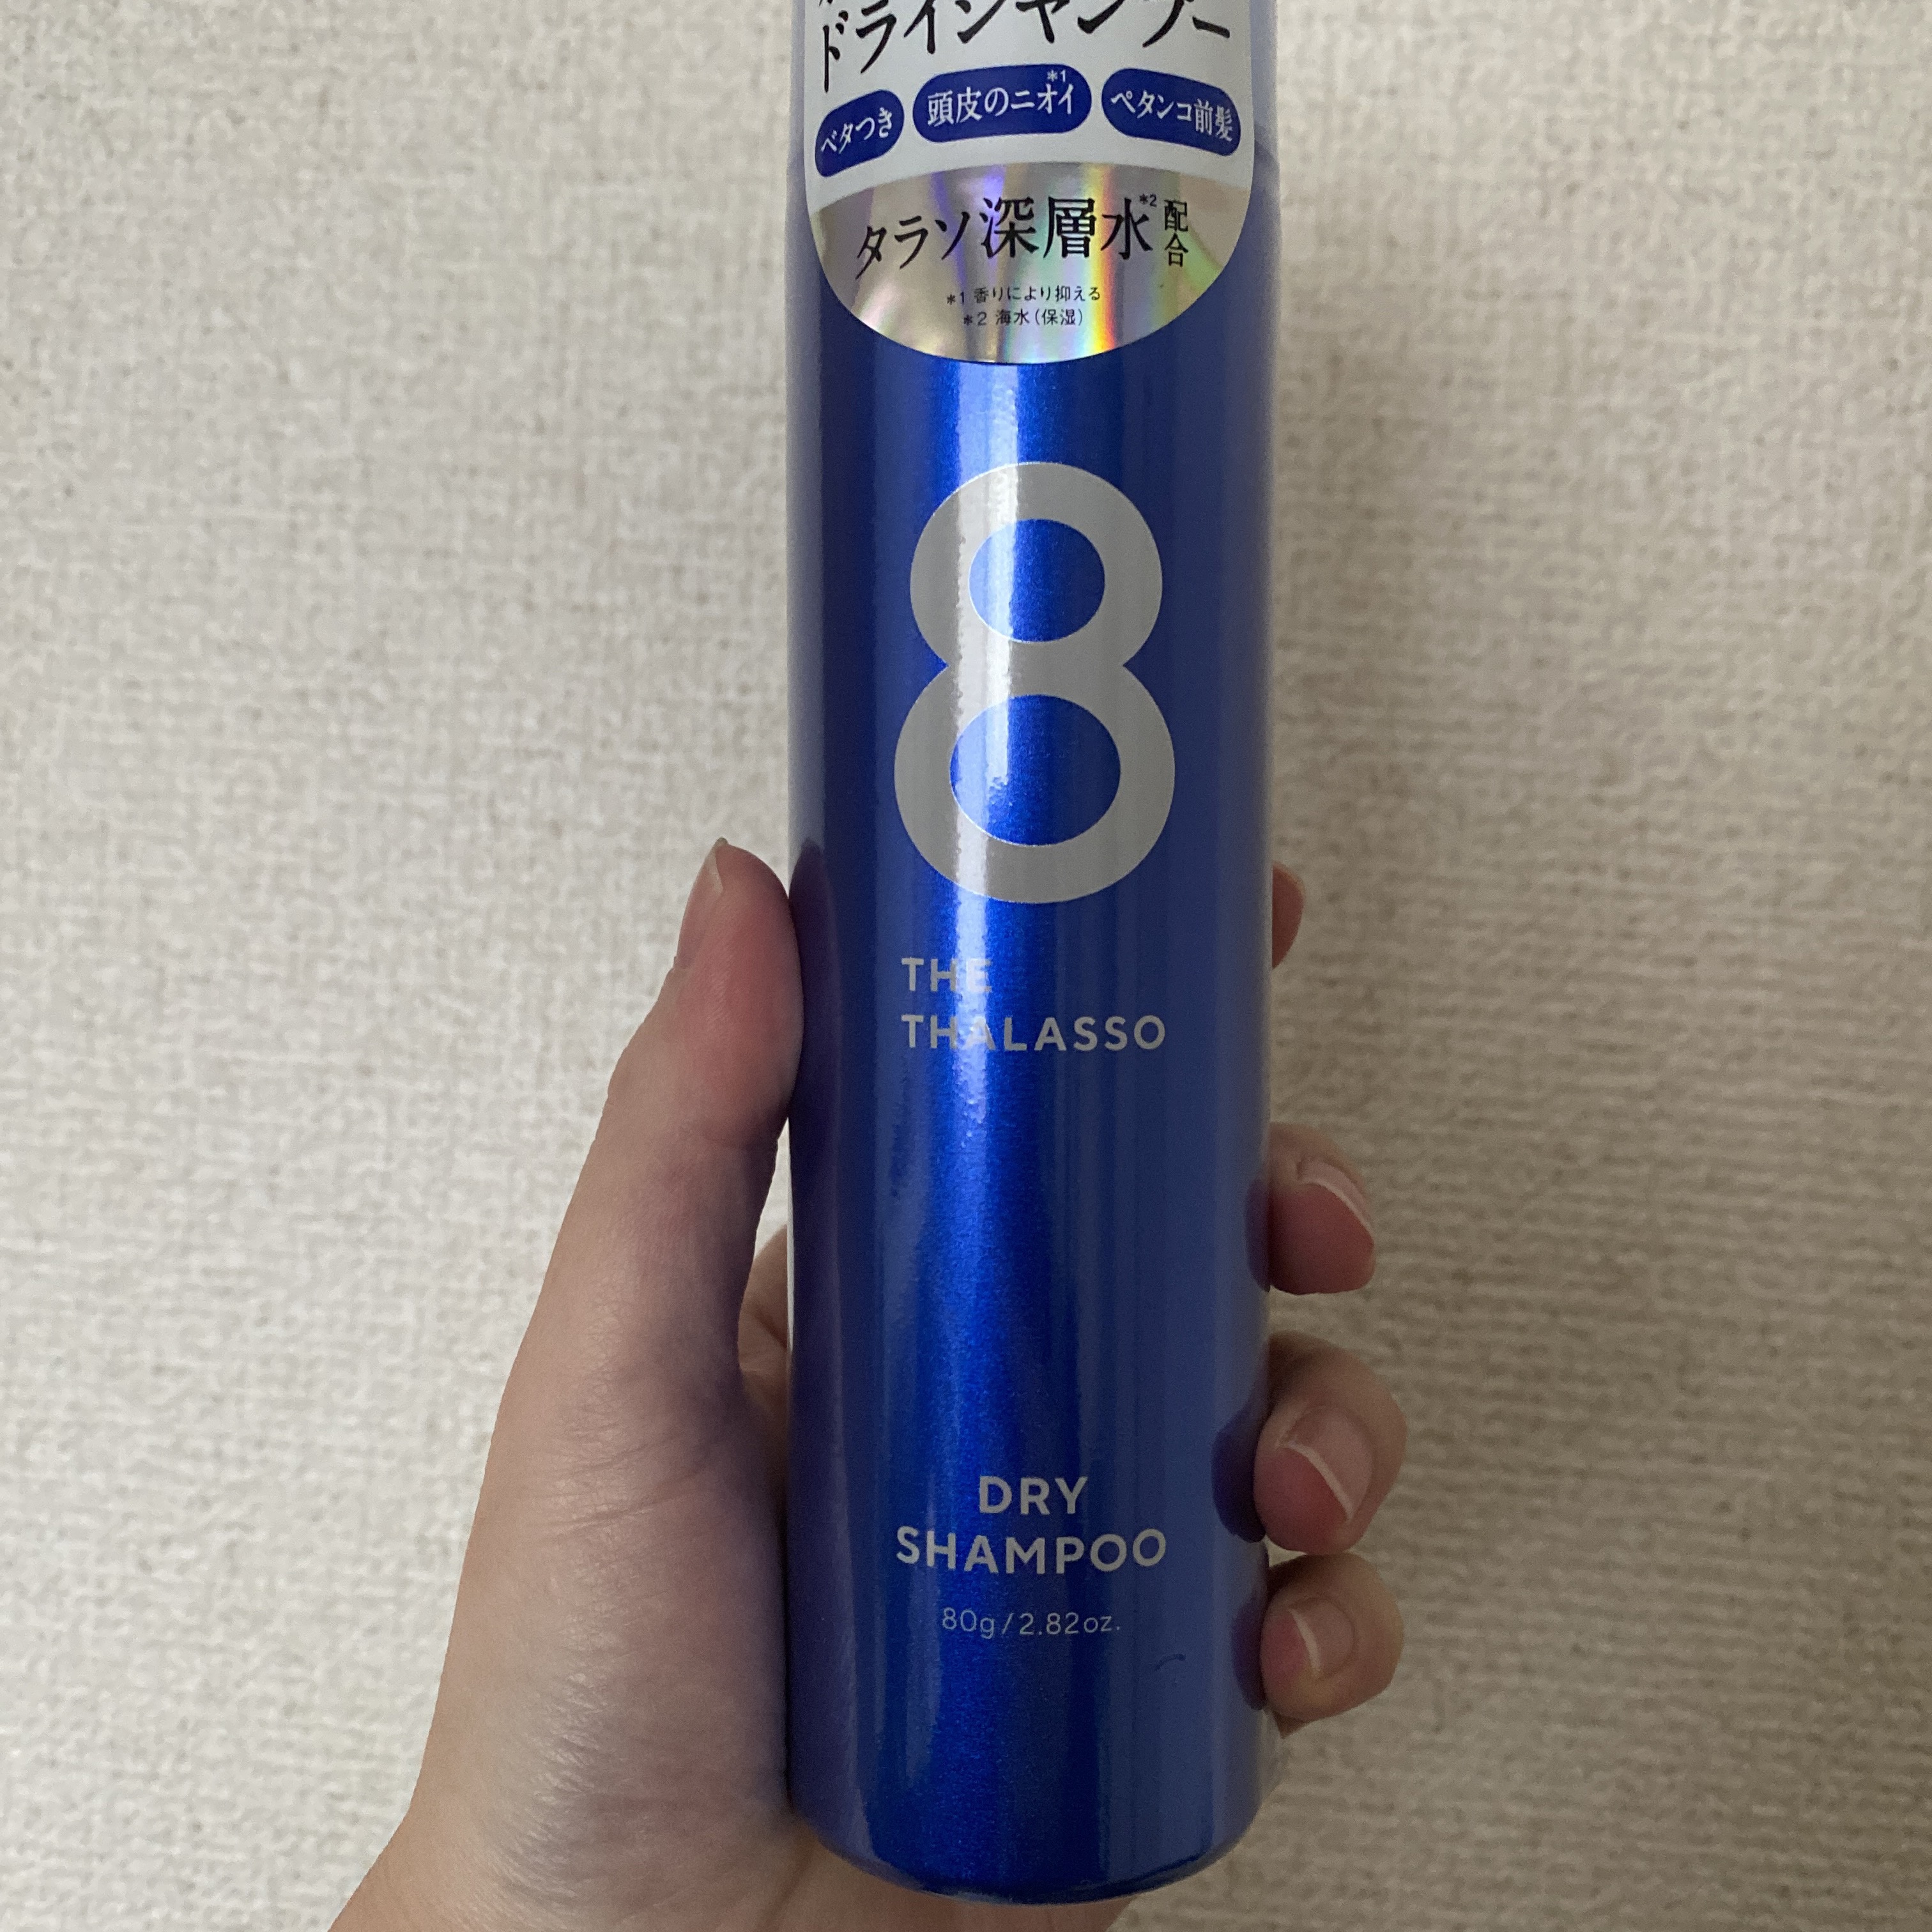 ドライシャンプー
ベタつき
頭皮のニオイ*1
ペタンコ前髪
タラソ深層水*2配合
*1 香りにより抑える
*2 海水(保湿)
8
THE
THALASSO
DRY
SHAMPOO
80g/2.82oz.